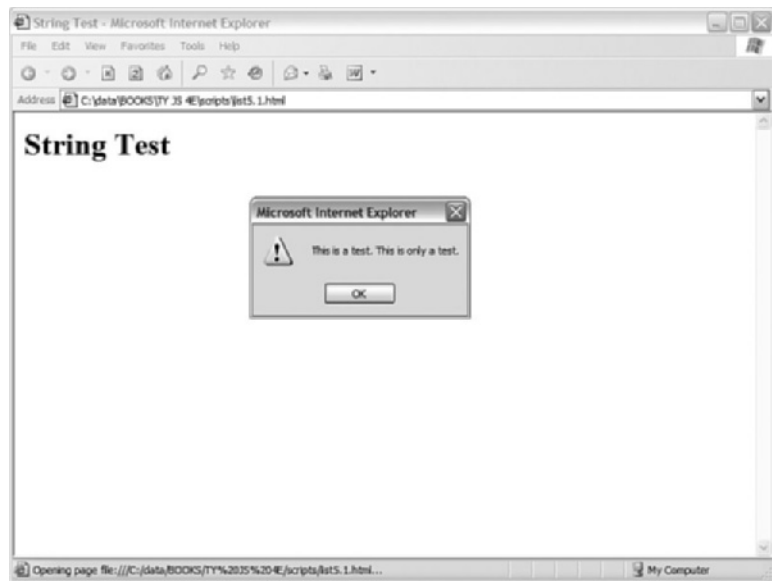 String Test - Microsoft Internet Explorer
File Edit View Favorites Tools Help
Address C:\data\BOOKS\TY JS 4E\scripts\list5.1.html
String Test
Microsoft Internet Explorer
This is a test. This is only a test.
OK
Opening page file:///C:/data/BOOKS/TY%20JS%204E/scripts/list5.1.html...
My Computer